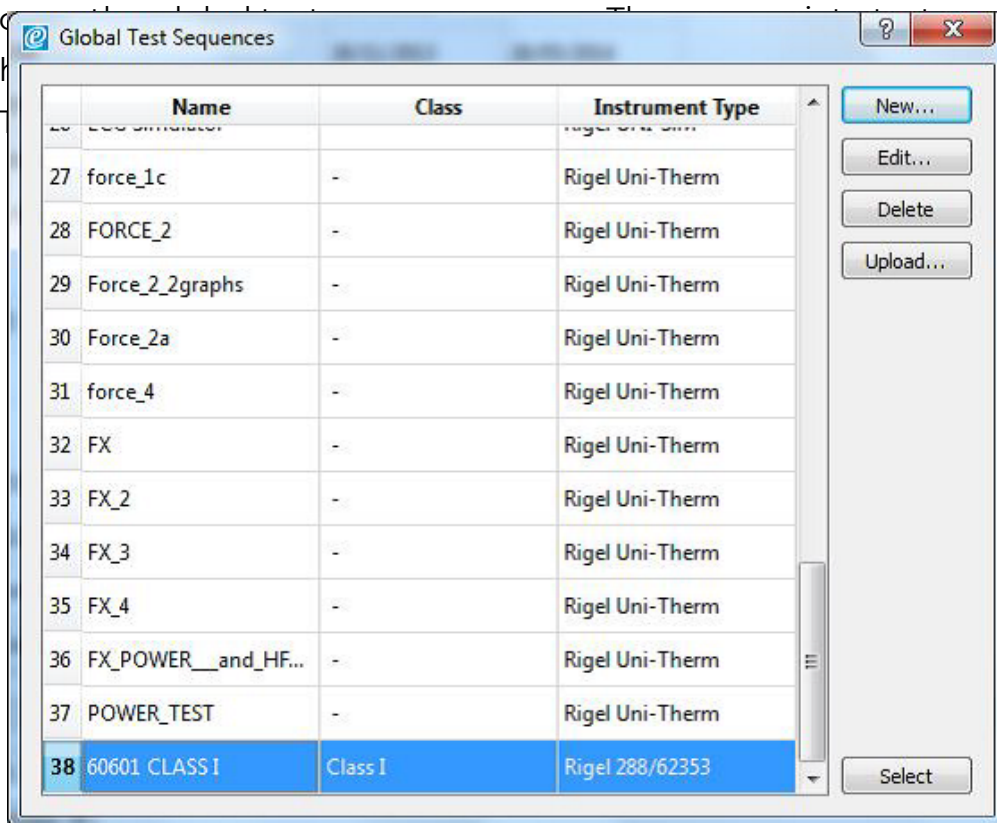 Global Test Sequences
Name Class Instrument Type
27 force_1c - Rigel Uni-Therm
28 FORCE_2 - Rigel Uni-Therm
29 Force_2_2graphs - Rigel Uni-Therm
30 Force_2a - Rigel Uni-Therm
31 force_4 - Rigel Uni-Therm
32 FX - Rigel Uni-Therm
33 FX_2 - Rigel Uni-Therm
34 FX_3 - Rigel Uni-Therm
35 FX_4 - Rigel Uni-Therm
36 FX_POWER__and_HF... - Rigel Uni-Therm
37 POWER_TEST - Rigel Uni-Therm
38 60601 CLASS I Class I Rigel 288/62353
New...
Edit...
Delete
Upload...
Select